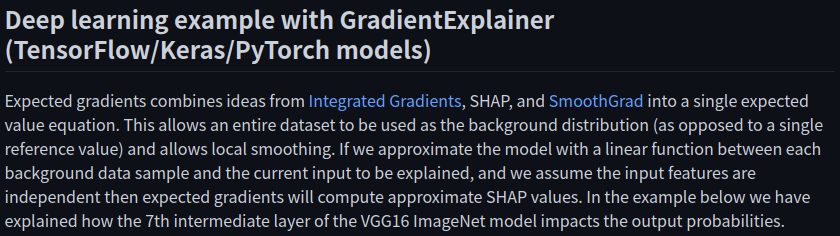 Deep learning example with GradientExplainer
(TensorFlow/Keras/PyTorch models)
Expected gradients combines ideas from Integrated Gradients, SHAP, and SmoothGrad into a single expected
value equation. This allows an entire dataset to be used as the background distribution (as opposed to a single
reference value) and allows local smoothing. If we approximate the model with a linear function between each
background data sample and the current input to be explained, and we assume the input features are
independent then expected gradients will compute approximate SHAP values. In the example below we have
explained how the 7th intermediate layer of the VGG16 ImageNet model impacts the output probabilities.